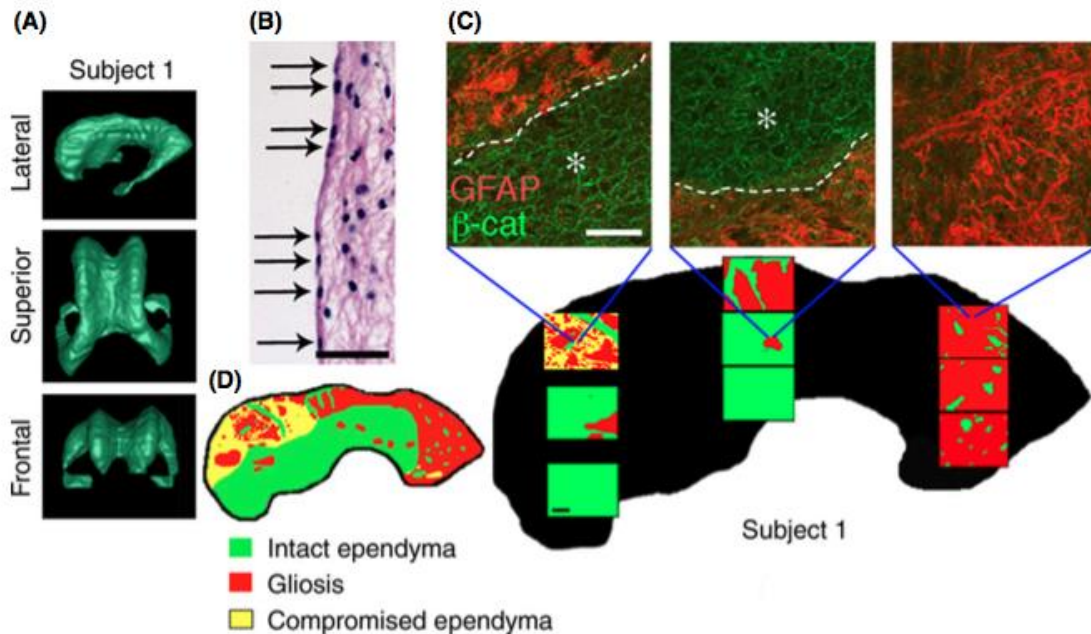 (A)
Subject 1
Lateral
Superior
Frontal
(B)
(C)
*
GFAP
β-cat
*
(D)
Intact ependyma
Gliosis
Compromised ependyma
Subject 1